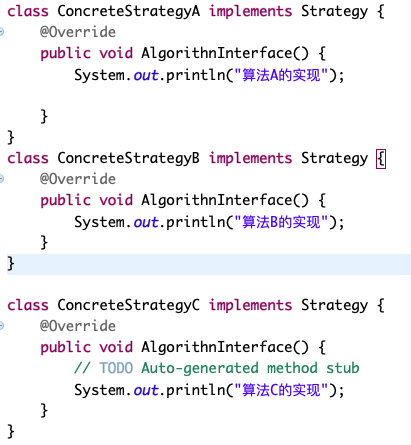 class ConcreteStrategyA implements Strategy {
    @Override
    public void AlgorithnInterface() {
        System.out.println("算法A的实现");

    }
}
class ConcreteStrategyB implements Strategy {
    @Override
    public void AlgorithnInterface() {
        System.out.println("算法B的实现");
    }
}

class ConcreteStrategyC implements Strategy {
    @Override
    public void AlgorithnInterface() {
        // TODO Auto-generated method stub
        System.out.println("算法C的实现");
    }
}